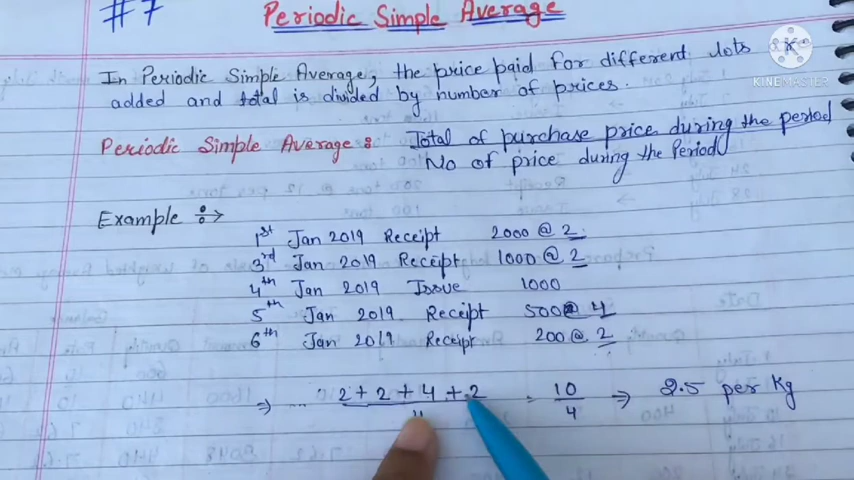 #7
Periodic Simple Average
In Periodic Simple Average, the price paid for different lots
added and total is divided by number of prices.
Periodic Simple Average : Total of purchase price during the period
No of price during the Period
KINEMASTER
Example ÷→
1st Jan 2019 Receipt 2000 @ 2
3rd Jan 2019 Receipt 1000 @ 2
4th Jan 2019 Issue 1000
5th Jan 2019 Receipt 500@ 4
6th Jan 2019 Receipt 200 @ 2
⇒ 2 + 2 + 4 + 2 = 10 → 2.5 per Kg
4